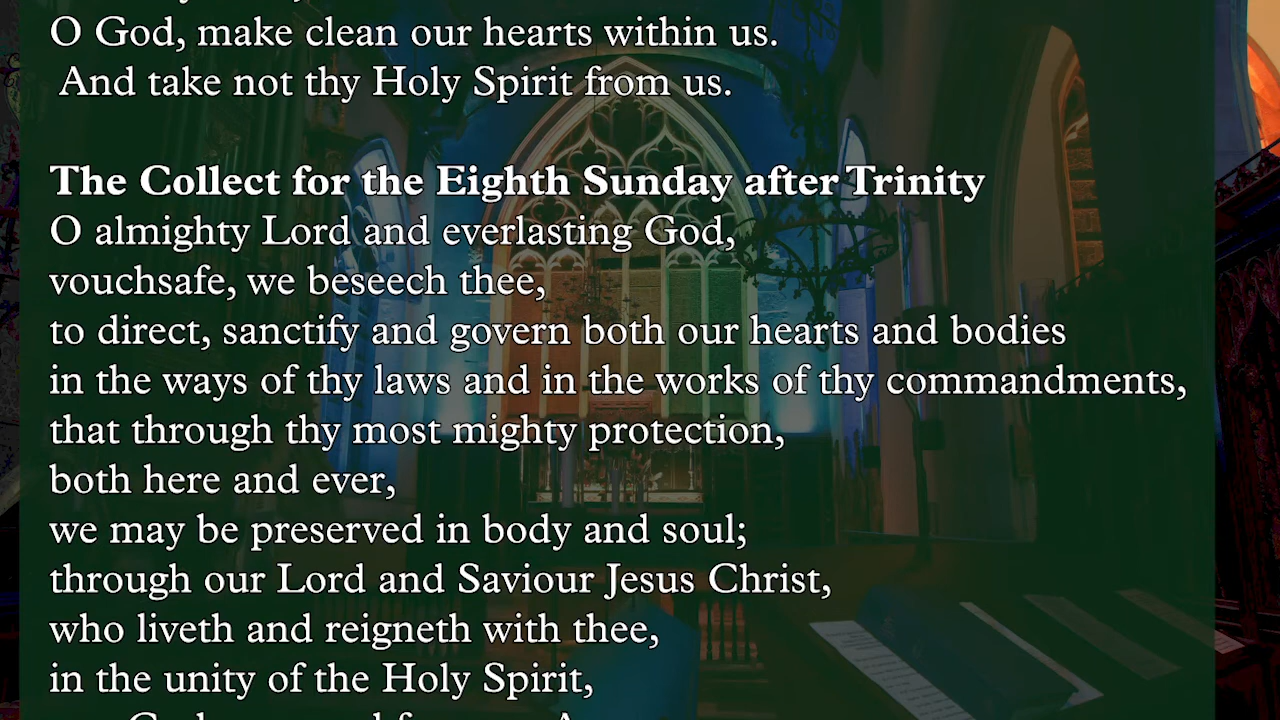 O God, make clean our hearts within us.
And take not thy Holy Spirit from us.
The Collect for the Eighth Sunday after Trinity
O almighty Lord and everlasting God,
vouchsafe, we beseech thee,
to direct, sanctify and govern both our hearts and bodies
in the ways of thy laws and in the works of thy commandments,
that through thy most mighty protection,
both here and ever,
we may be preserved in body and soul;
through our Lord and Saviour Jesus Christ,
who liveth and reigneth with thee,
in the unity of the Holy Spirit,